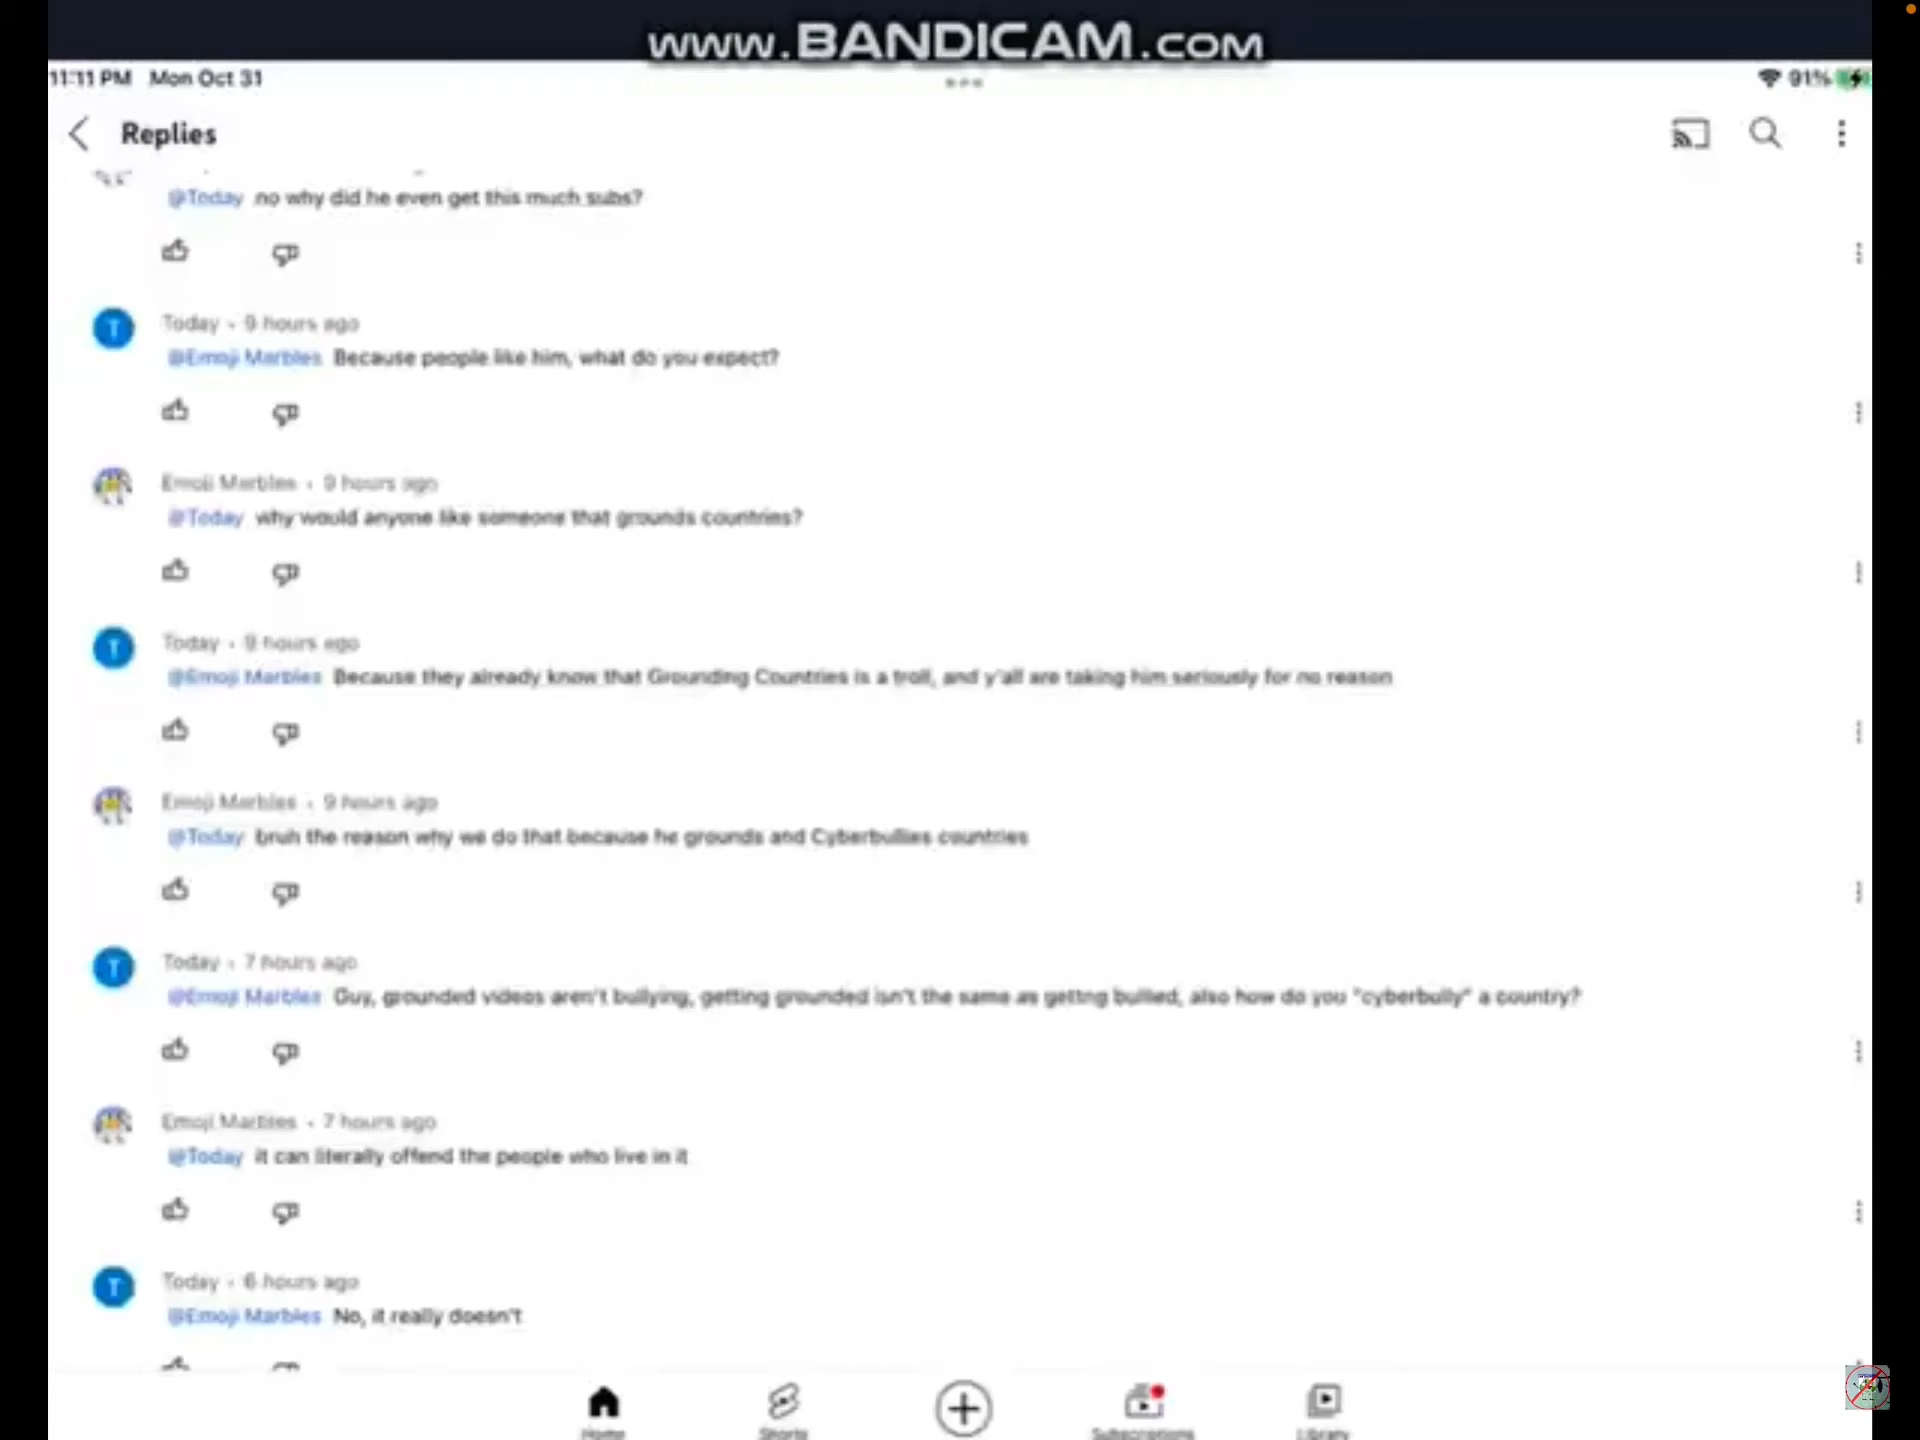 www.BANDICAM.com
11:11 PM Mon Oct 31
91%
Replies
@Today no why did he even get this much subs?
T
Today • 9 hours ago
@Emoji Marbles Because people like him, what do you expect?
Emoji Marbles • 9 hours ago
@Today why would anyone like someone that grounds countries?
T
Today • 9 hours ago
@Emoji Marbles Because they already know that Grounding Countries is a troll, and y'all are taking him seriously for no reason
Emoji Marbles • 9 hours ago
@Today bruh the reason why we do that because he grounds and Cyberbullies countries
T
Today • 7 hours ago
@Emoji Marbles Guy, grounded videos aren't bullying, getting grounded isn't the same as gettng bullied, also how do you "cyberbully" a country?
Emoji Marbles • 7 hours ago
@Today it can literally offend the people who live in it
T
Today • 6 hours ago
@Emoji Marbles No, it really doesn't
Home
Shorts
Subscriptions
Library